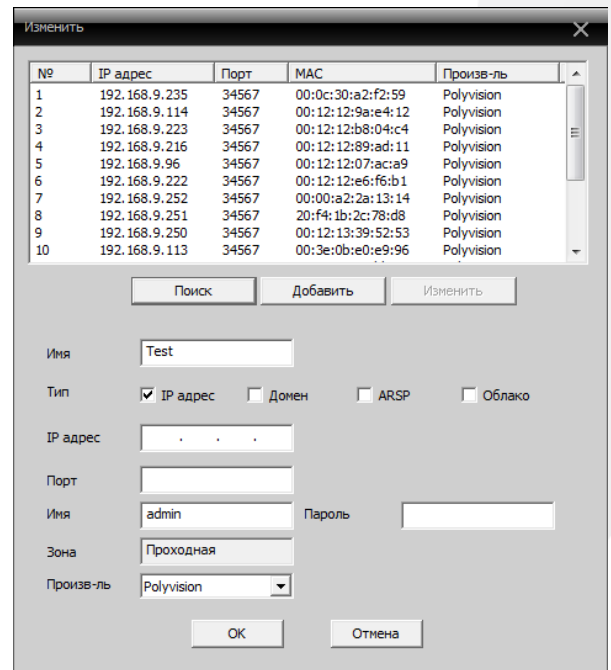 Изменить
№ IP адрес Порт MAC Произв-ль
1 192.168.9.235 34567 00:0c:30:a2:f2:59 Polyvision
2 192.168.9.114 34567 00:12:12:9a:e4:12 Polyvision
3 192.168.9.223 34567 00:12:12:b8:04:c4 Polyvision
4 192.168.9.216 34567 00:12:12:89:ad:11 Polyvision
5 192.168.9.96 34567 00:12:12:07:ac:a9 Polyvision
6 192.168.9.222 34567 00:12:12:e6:f6:b1 Polyvision
7 192.168.9.252 34567 00:00:a2:2a:13:14 Polyvision
8 192.168.9.251 34567 20:f4:1b:2c:78:d8 Polyvision
9 192.168.9.250 34567 00:12:13:39:52:53 Polyvision
10 192.168.9.113 34567 00:3e:0b:e0:e9:96 Polyvision
Поиск Добавить Изменить
Имя Test
Тип IP адрес Домен ARSP Облако
IP адрес . . .
Порт
Имя admin Пароль
Зона Проходная
Произв-ль Polyvision
OK Отмена